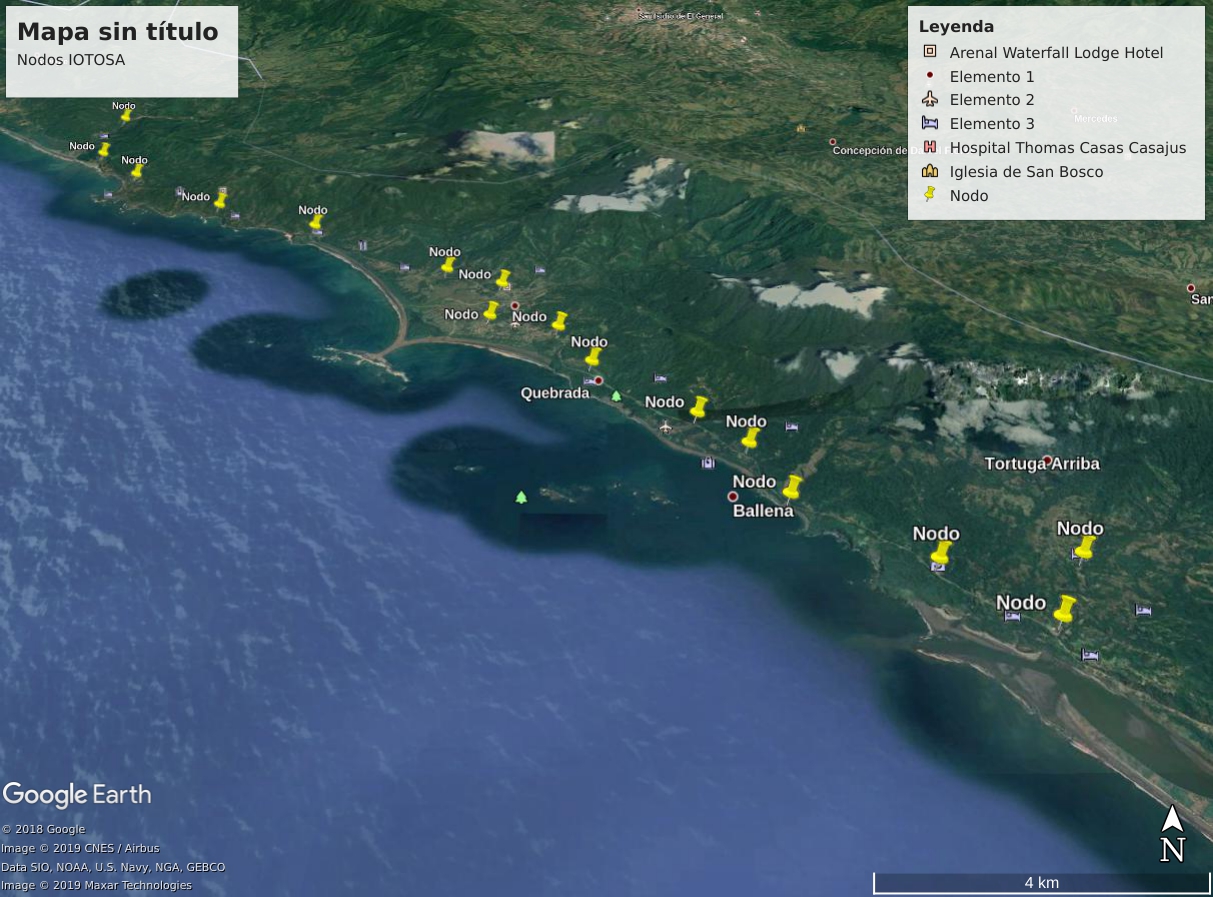 Mapa sin título
Nodos IOTOSA
Leyenda
Arenal Waterfall Lodge Hotel
Elemento 1
Elemento 2
Elemento 3
Hospital Thomas Casas Casajus
Iglesia de San Bosco
Nodo
San Isidro de El General
Mercedes
Concepción de
San
Nodo
Nodo
Nodo
Nodo
Nodo
Nodo
Nodo
Nodo
Nodo
Nodo
Quebrada
Nodo
Nodo
Nodo
Ballena
Tortuga Arriba
Nodo
Nodo
Nodo
Google Earth
© 2018 Google
Image © 2019 CNES / Airbus
Data SIO, NOAA, U.S. Navy, NGA, GEBCO
Image © 2019 Maxar Technologies
N
4 km